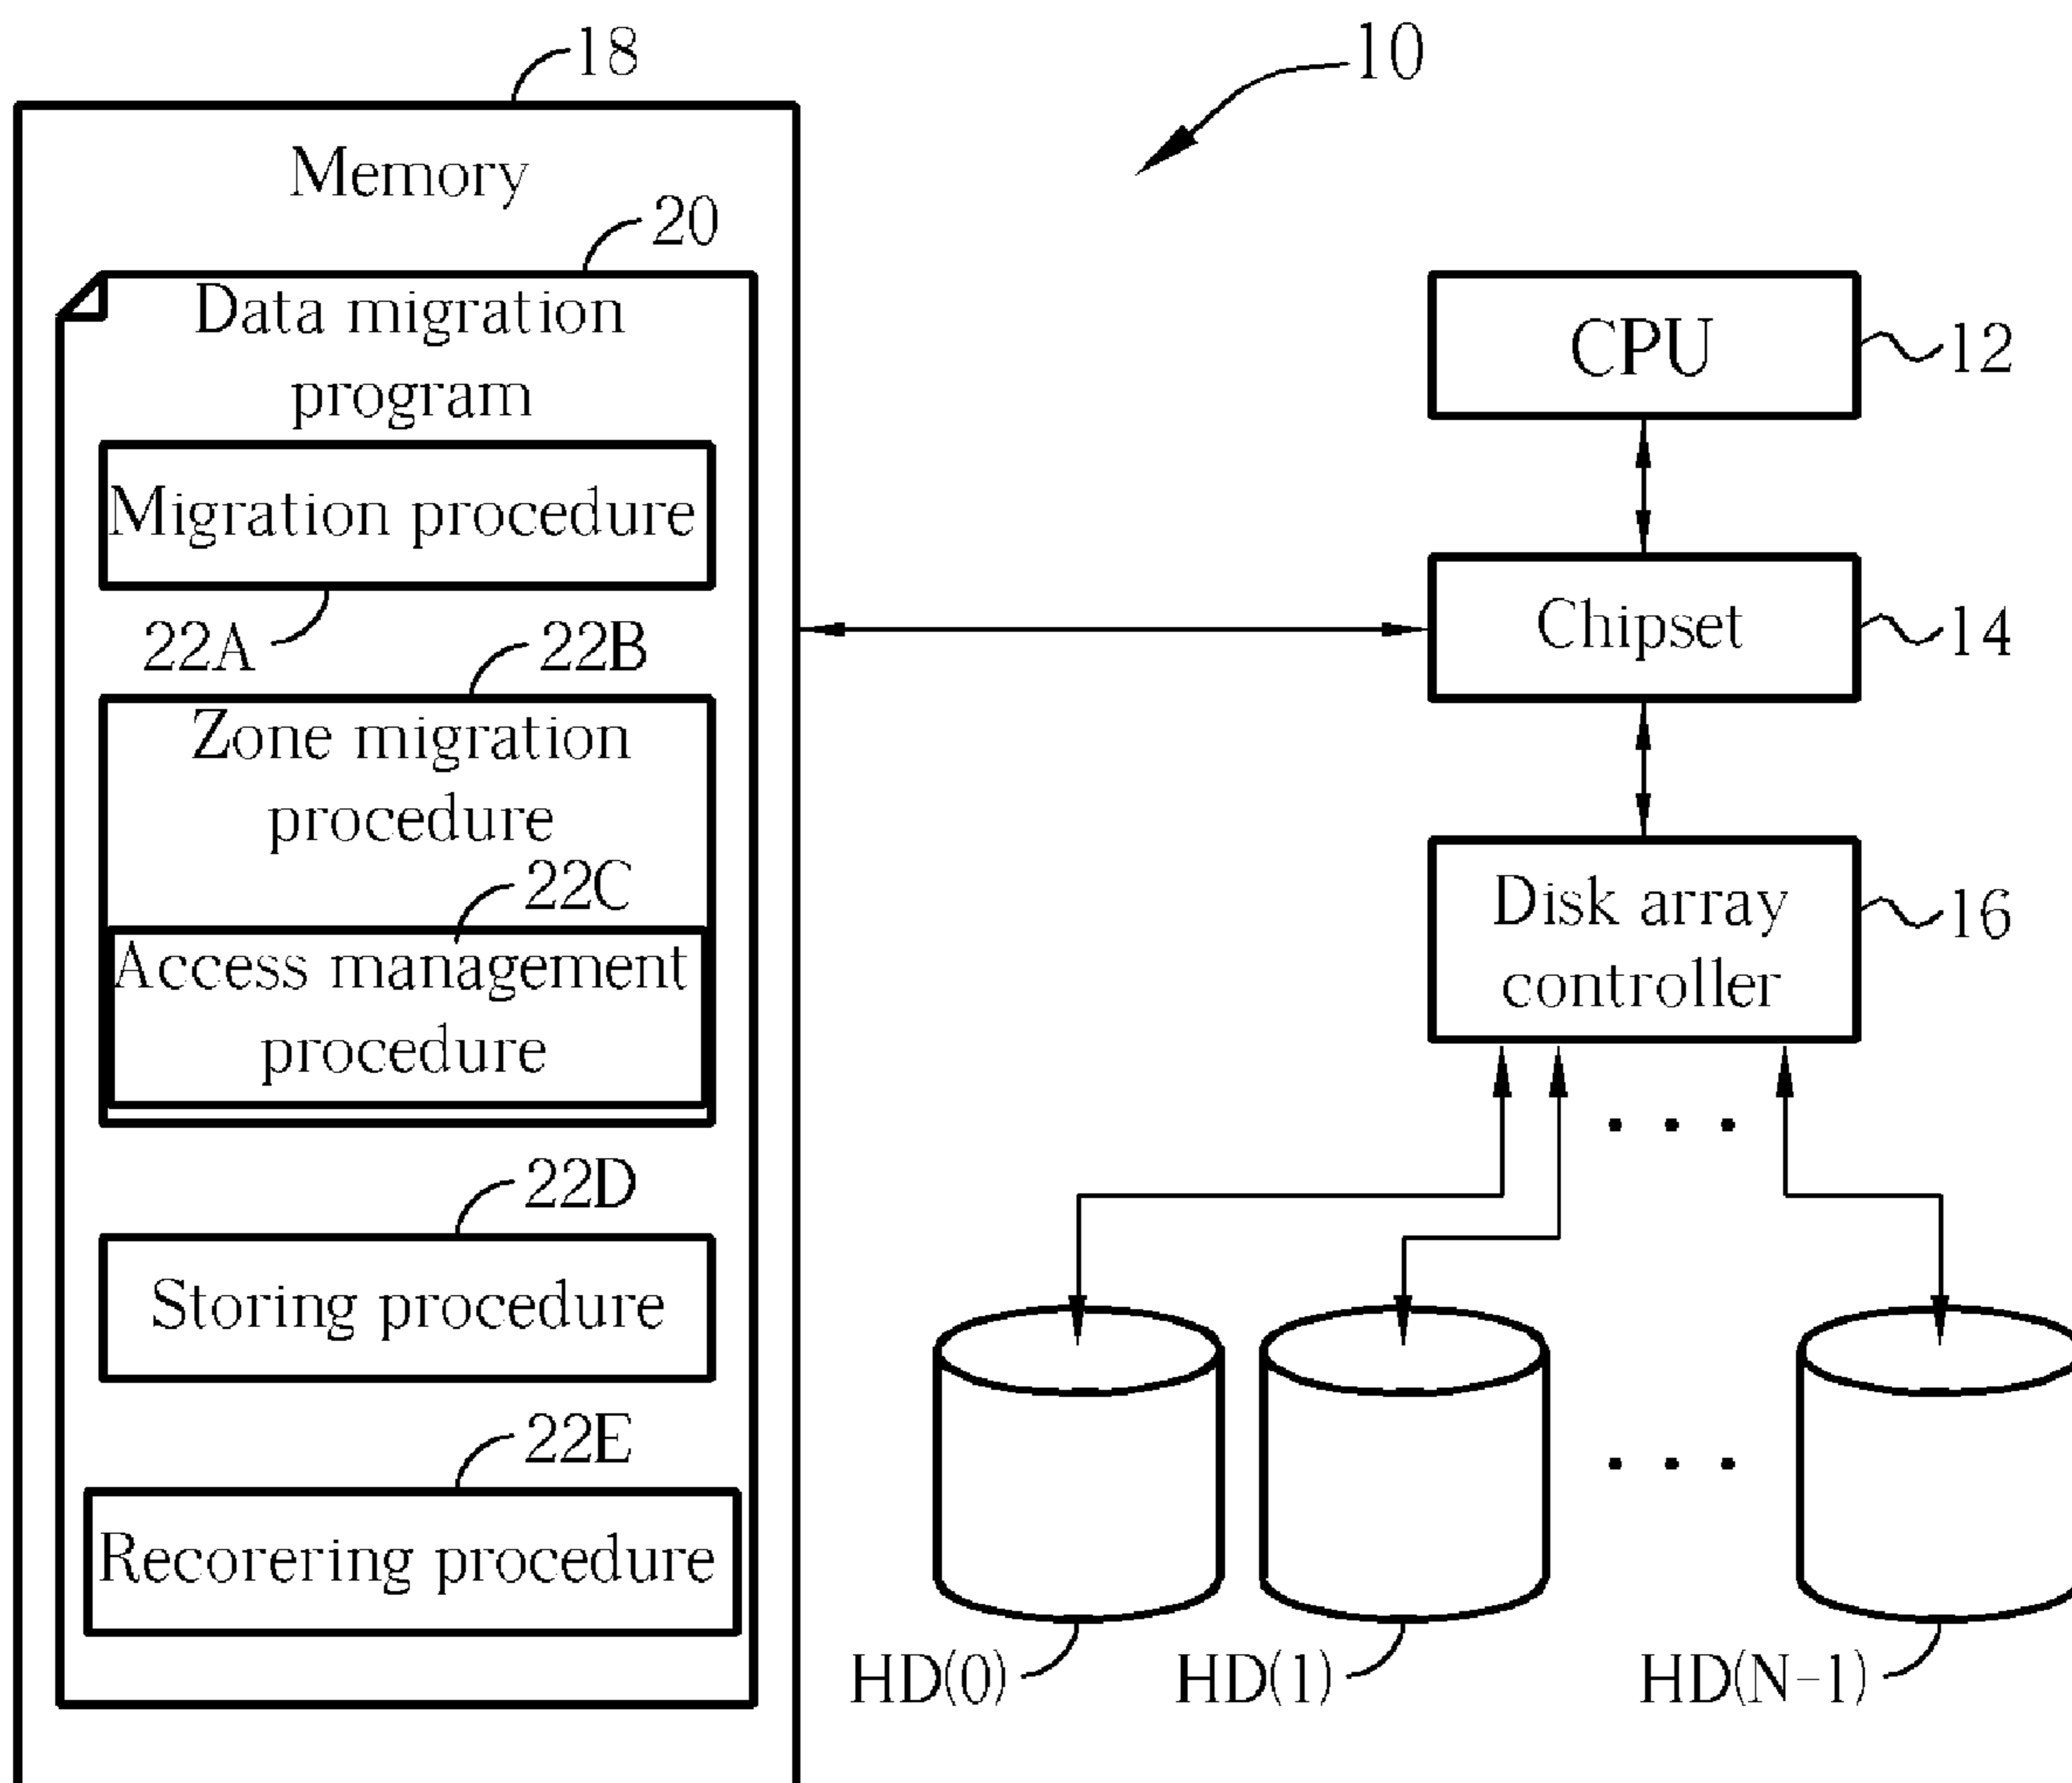 18
10
Memory
20
Data migration
program
Migration procedure
22A
22B
Zone migration
procedure
22C
Access management
procedure
22D
Storing procedure
22E
Recorering procedure
CPU
12
Chipset
14
Disk array
controller
16
. . .
. . .
HD(0)
HD(1)
HD(N-1)